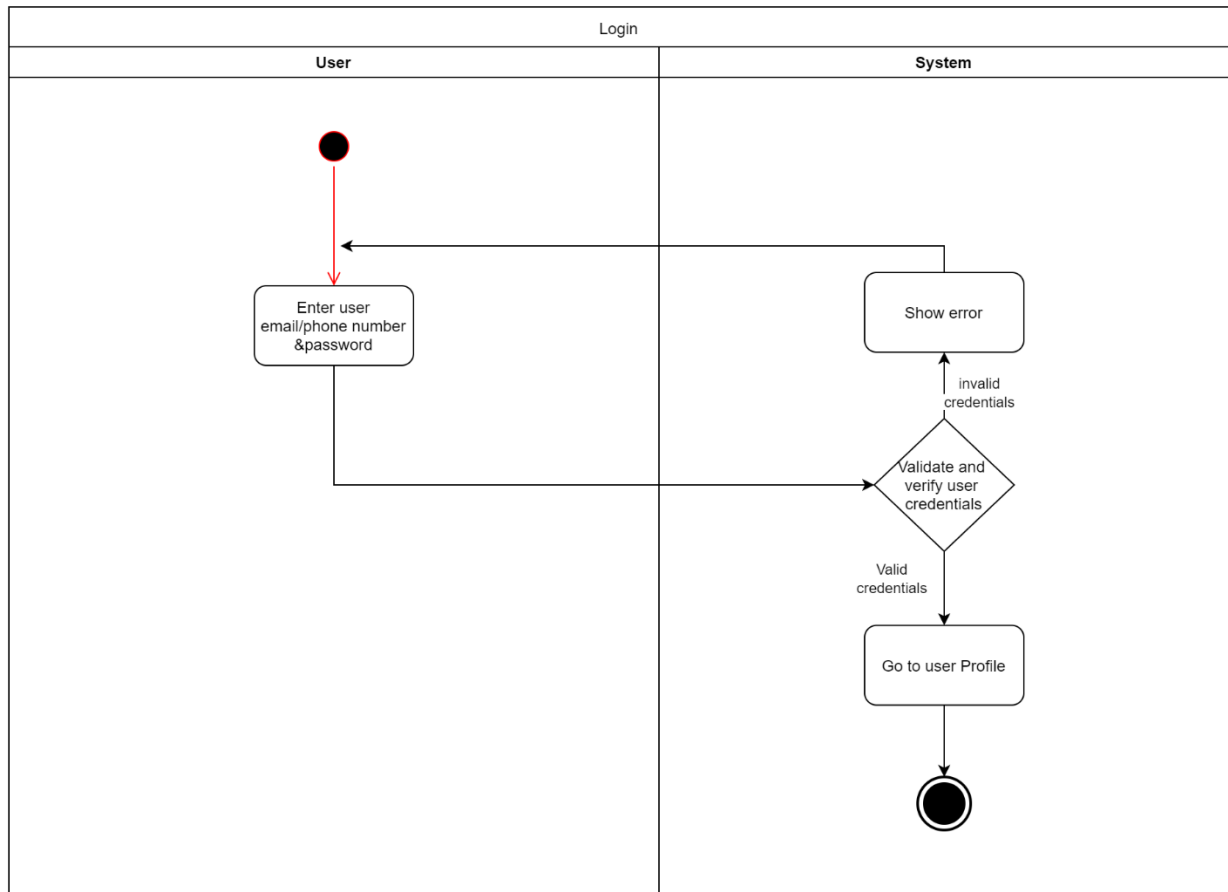 Login
User
System
Enter user
email/phone number
&password
Show error
invalid
credentials
Validate and
verify user
credentials
Valid
credentials
Go to user Profile